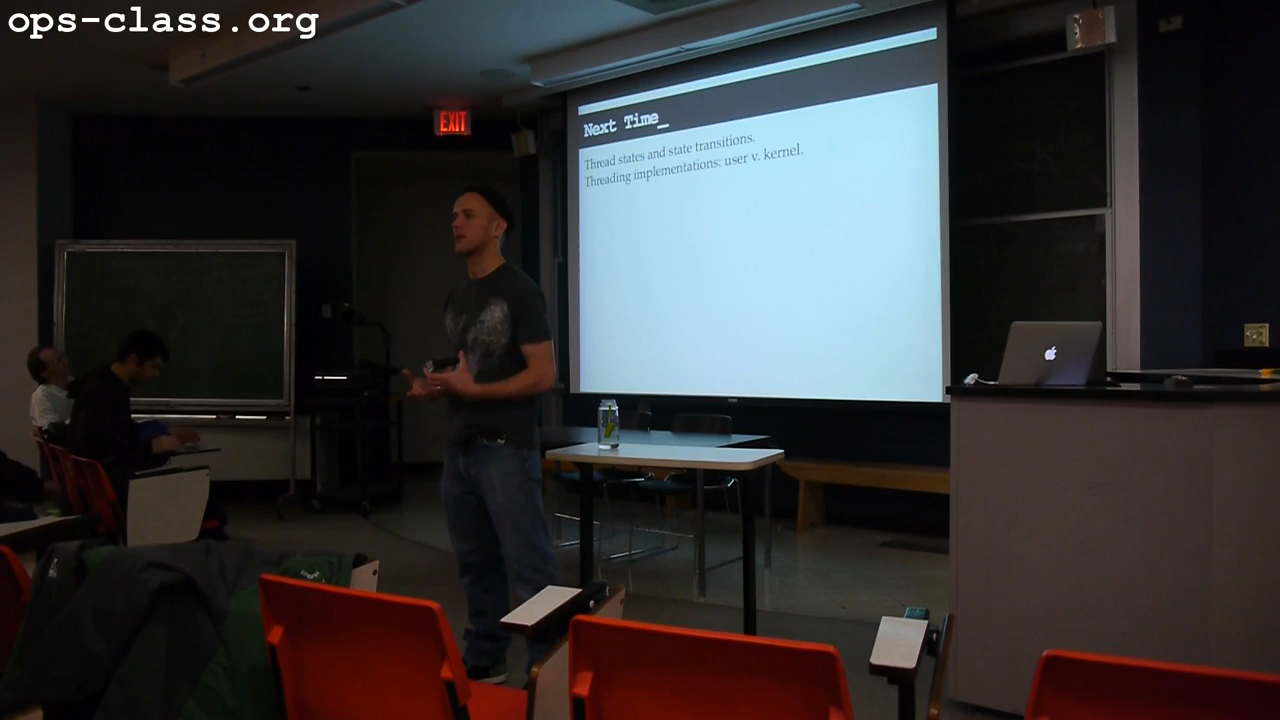 ops-class.org
EXIT
Next Time_
Thread states and state transitions.
Threading implementations: user v. kernel.